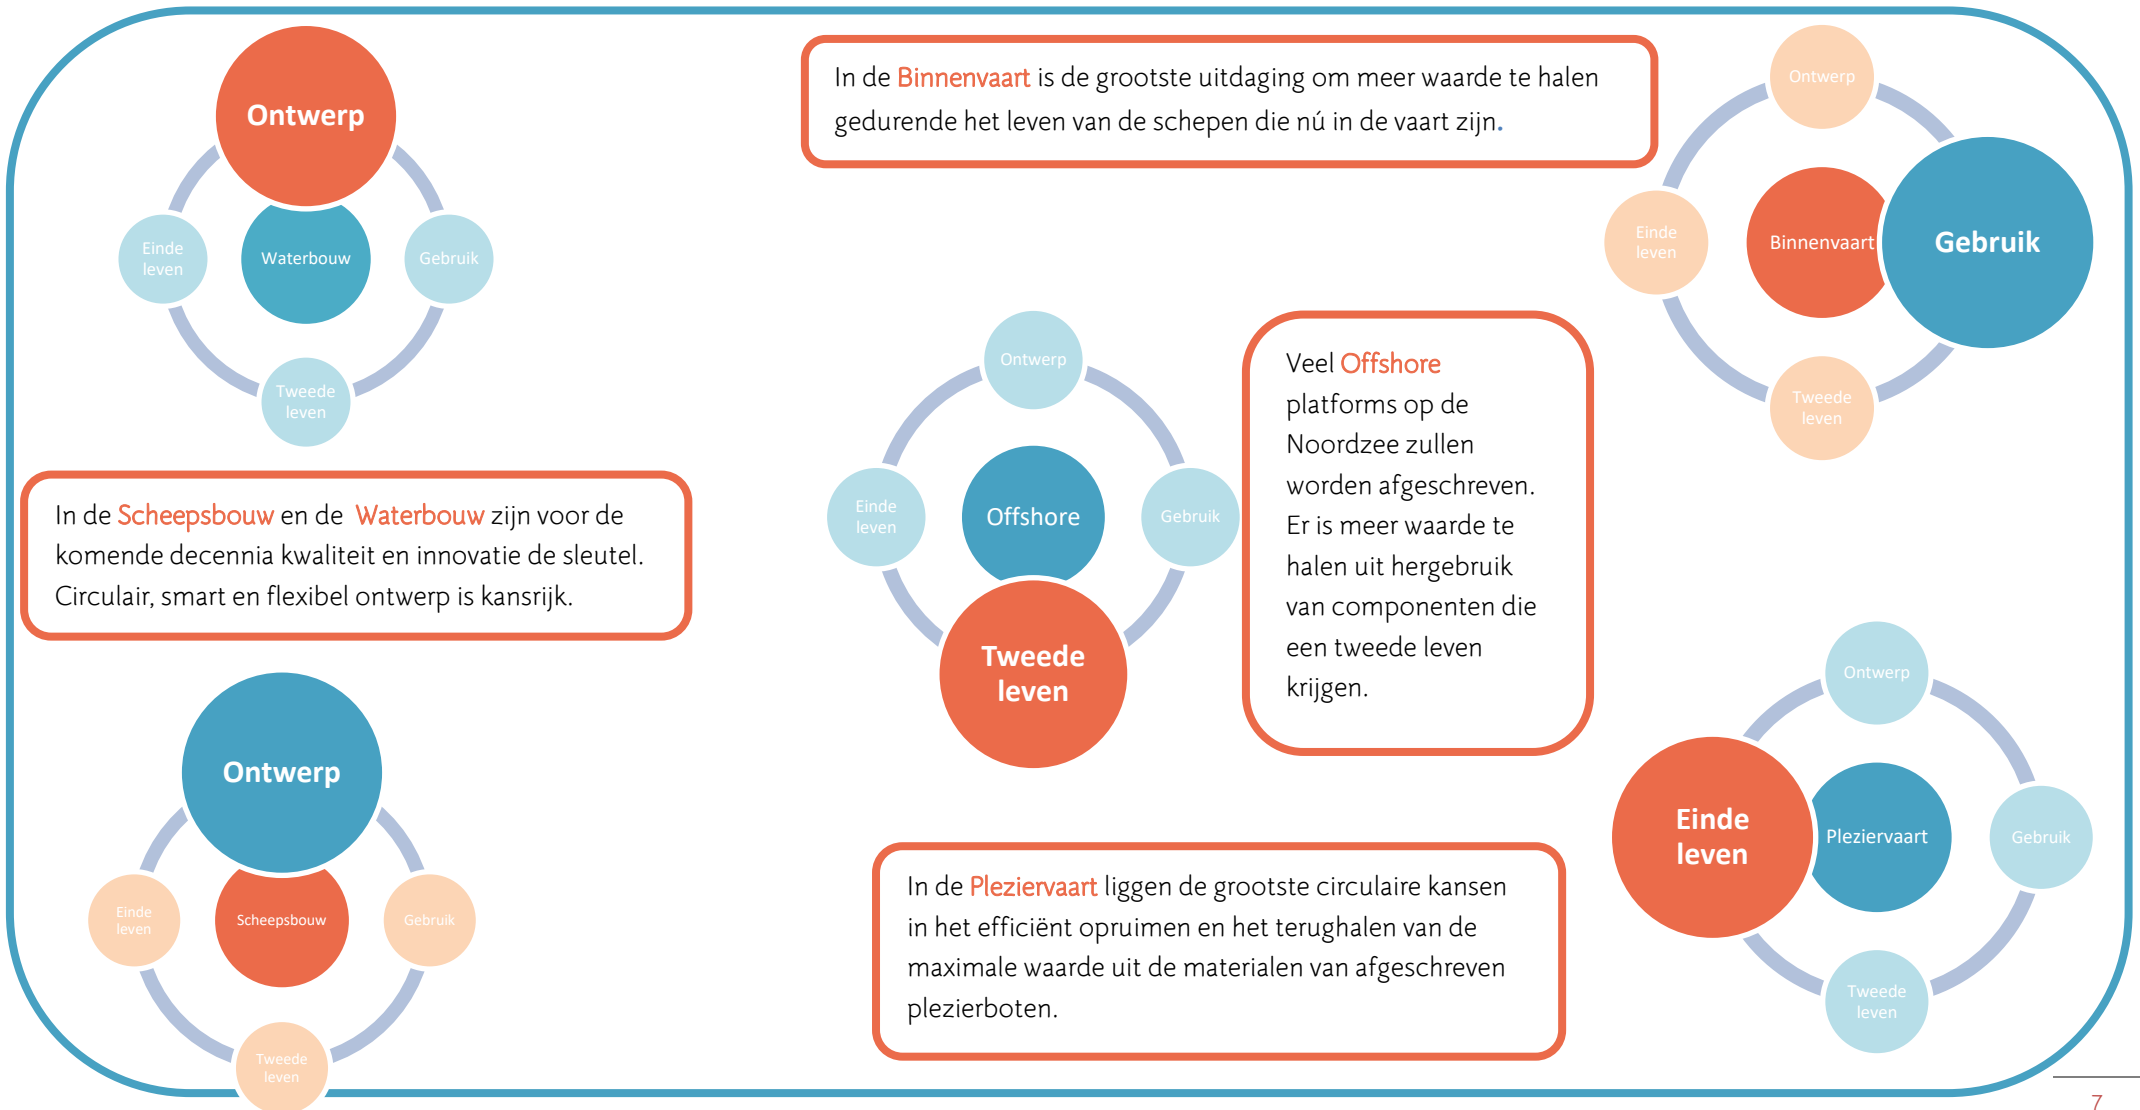 Ontwerp
Einde
leven
Waterbouw
Gebruik
Tweede
leven
In de Scheepsbouw en de Waterbouw zijn voor de
komende decennia kwaliteit en innovatie de sleutel.
Circulair, smart en flexibel ontwerp is kansrijk.
Ontwerp
Einde
leven
Scheepsbouw
Gebruik
Tweede
leven
In de Binnenvaart is de grootste uitdaging om meer waarde te halen
gedurende het leven van de schepen die nú in de vaart zijn.
Ontwerp
Einde
leven
Binnenvaart
Gebruik
Tweede
leven
Ontwerp
Einde
leven
Offshore
Gebruik
Tweede
leven
Veel Offshore
platforms op de
Noordzee zullen
worden afgeschreven.
Er is meer waarde te
halen uit hergebruik
van componenten die
een tweede leven
krijgen.
In de Pleziervaart liggen de grootste circulaire kansen
in het efficiënt opruimen en het terughalen van de
maximale waarde uit de materialen van afgeschreven
plezierboten.
Ontwerp
Einde
leven
Pleziervaart
Gebruik
Tweede
leven
7